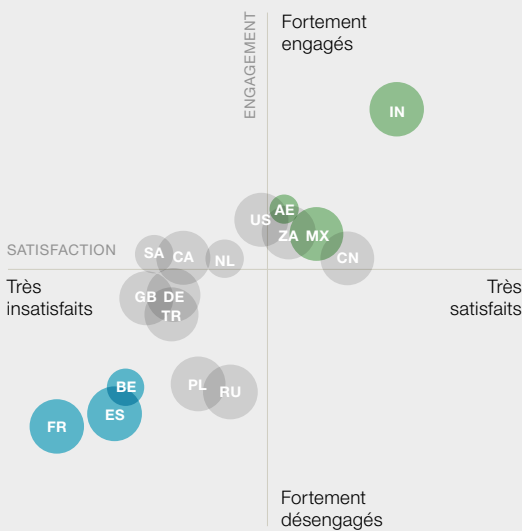 Fortement
engagés
ENGAGEMENT
IN
AE
US
ZA
MX
SATISFACTION
SA
CA
NL
CN
Très
insatisfaits
Très
satisfaits
GB
DE
TR
BE
PL
RU
ES
FR
Fortement
désengagés